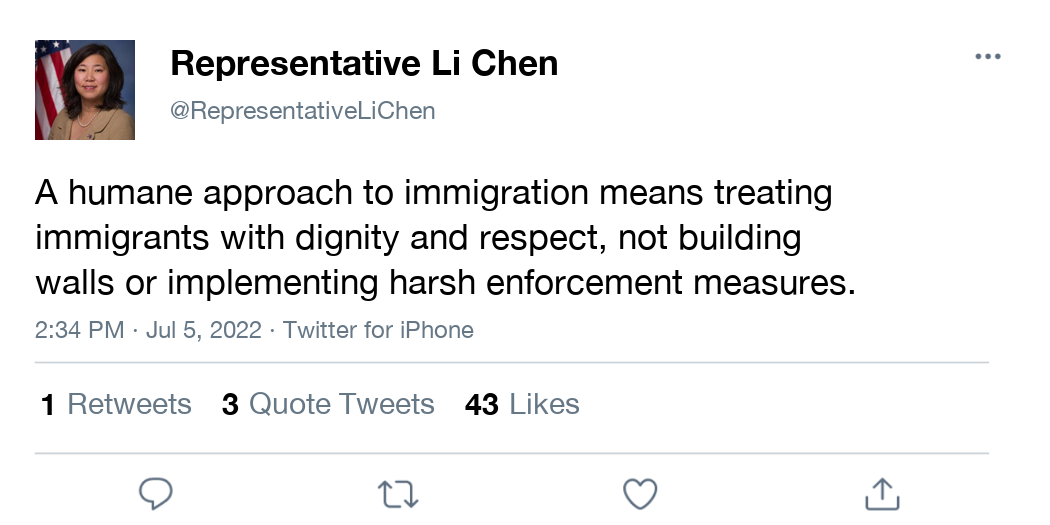 Representative Li Chen
@RepresentativeLiChen
A humane approach to immigration means treating
immigrants with dignity and respect, not building
walls or implementing harsh enforcement measures.
2:34 PM · Jul 5, 2022 · Twitter for iPhone
1 Retweets 3 Quote Tweets 43 Likes